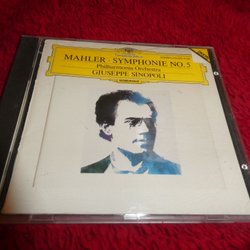 MAHLER · SYMPHONIE NO. 5
Philharmonia Orchestra
GIUSEPPE SINOPOLI